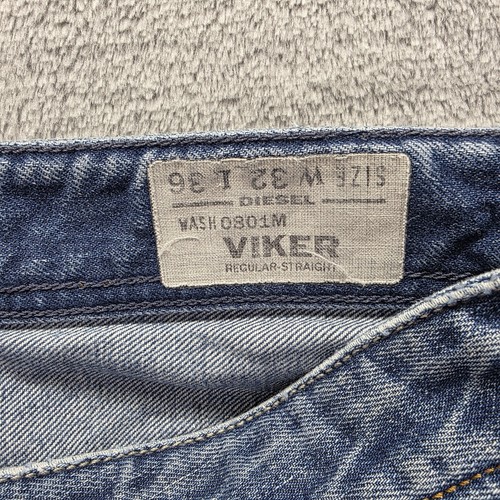 SIZE W 32 L 36
DIESEL
WASH 0801M
VIKER
REGULAR-STRAIGHT